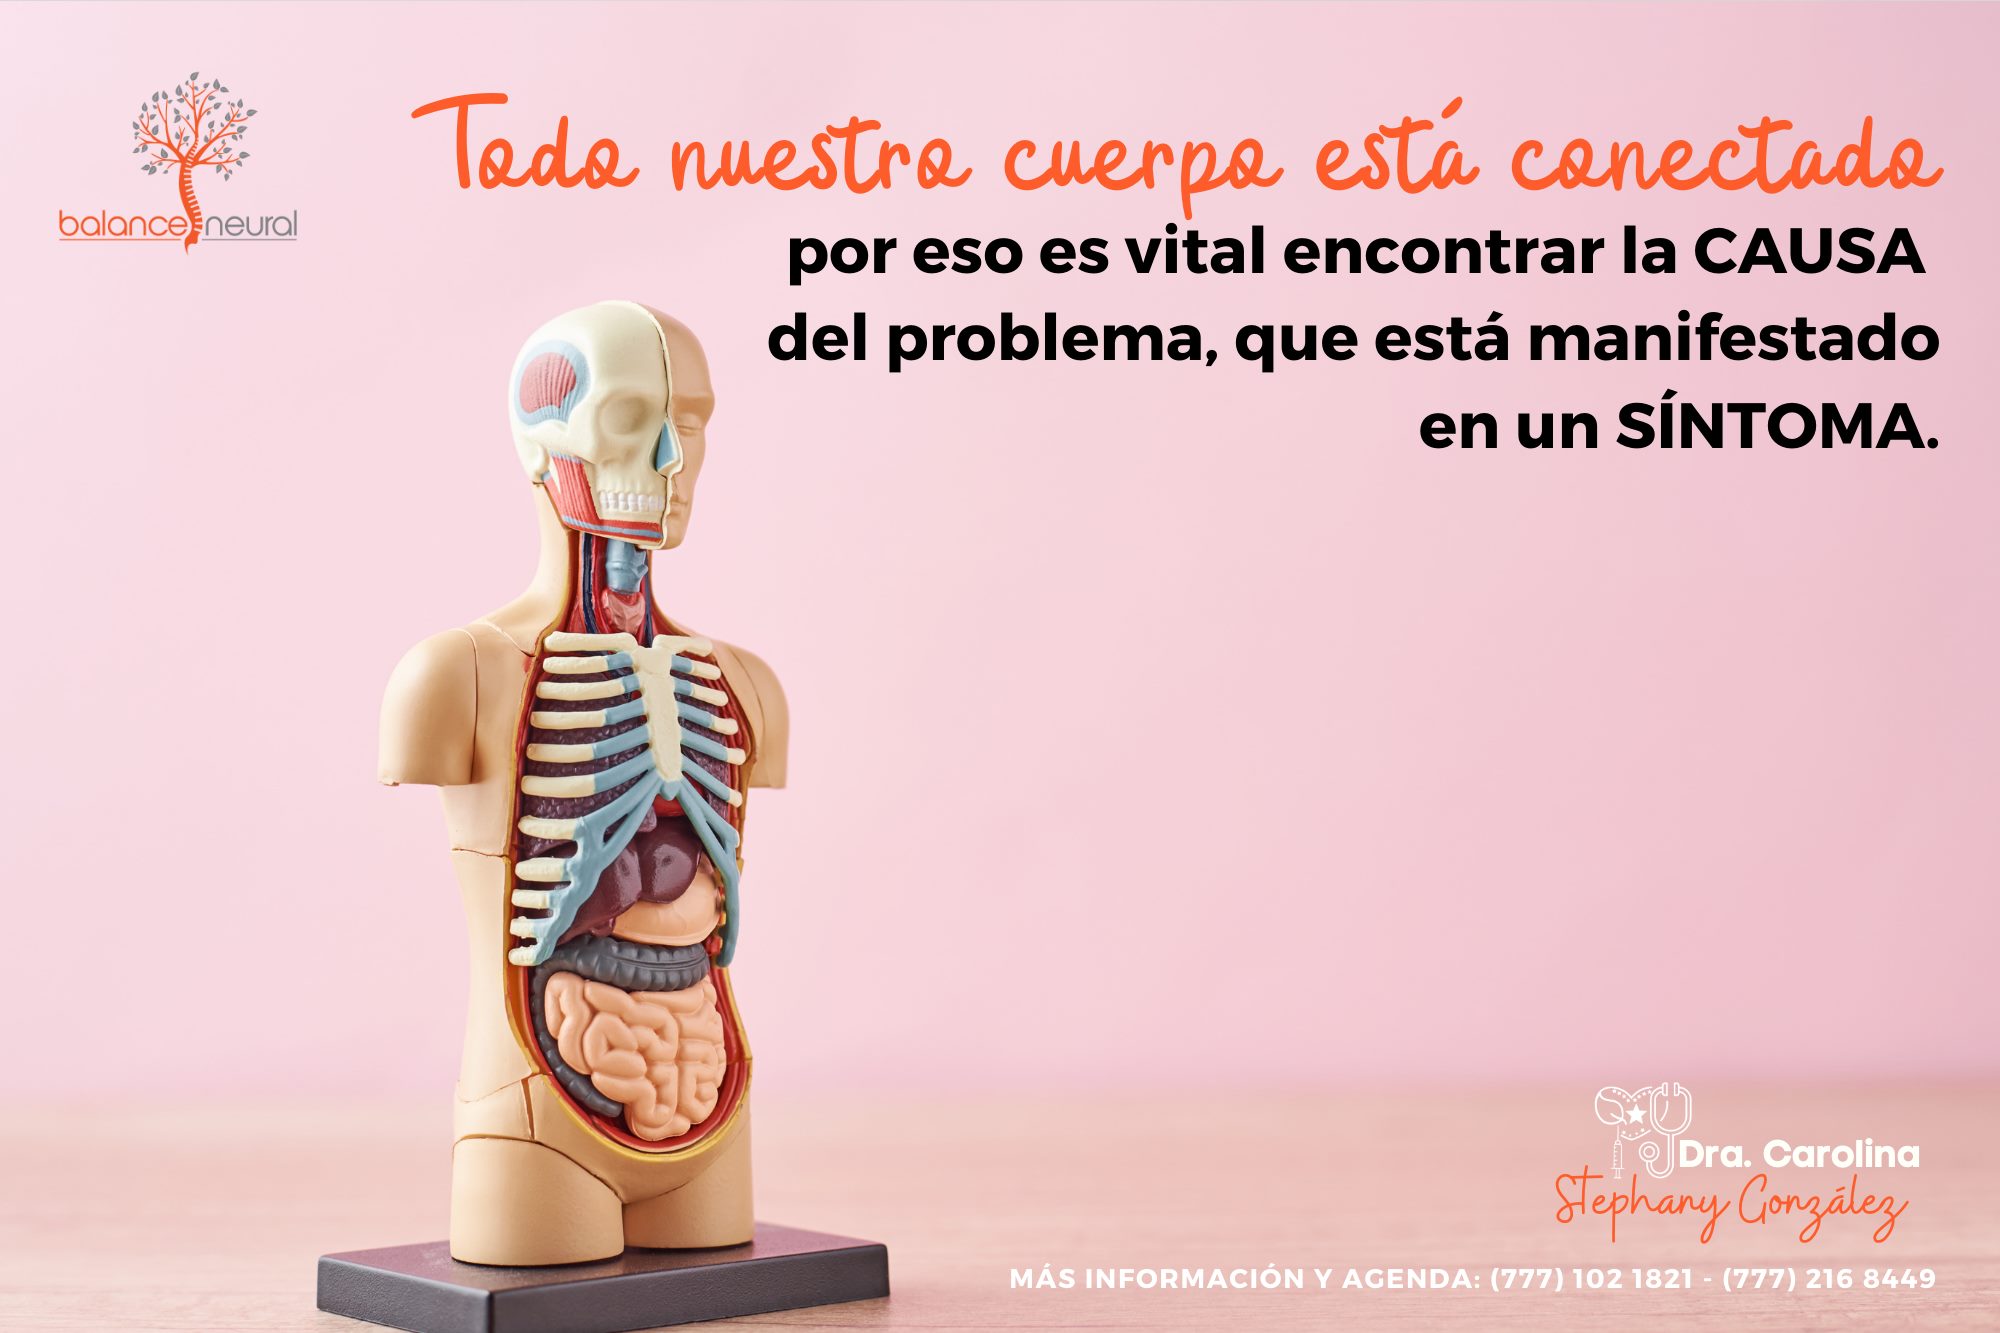 balance neural
Todo nuestro cuerpo está conectado
por eso es vital encontrar la CAUSA
del problema, que está manifestado
en un SÍNTOMA.
Dra. Carolina
Stephany González
MÁS INFORMACIÓN Y AGENDA: (777) 102 1821 - (777) 216 8449